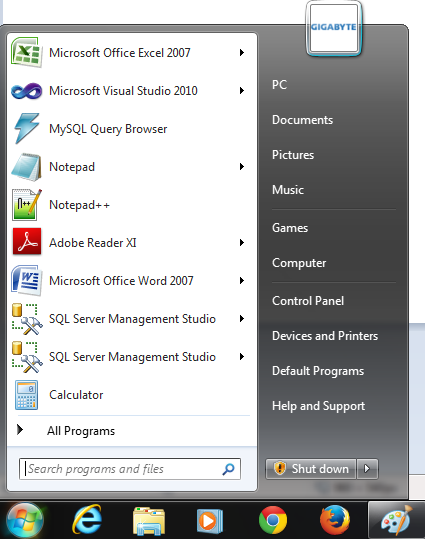 GIGABYTE
Microsoft Office Excel 2007
Microsoft Visual Studio 2010
MySQL Query Browser
Notepad
Notepad++
Adobe Reader XI
Microsoft Office Word 2007
SQL Server Management Studio
SQL Server Management Studio
Calculator
All Programs
Search programs and files
PC
Documents
Pictures
Music
Games
Computer
Control Panel
Devices and Printers
Default Programs
Help and Support
Shut down